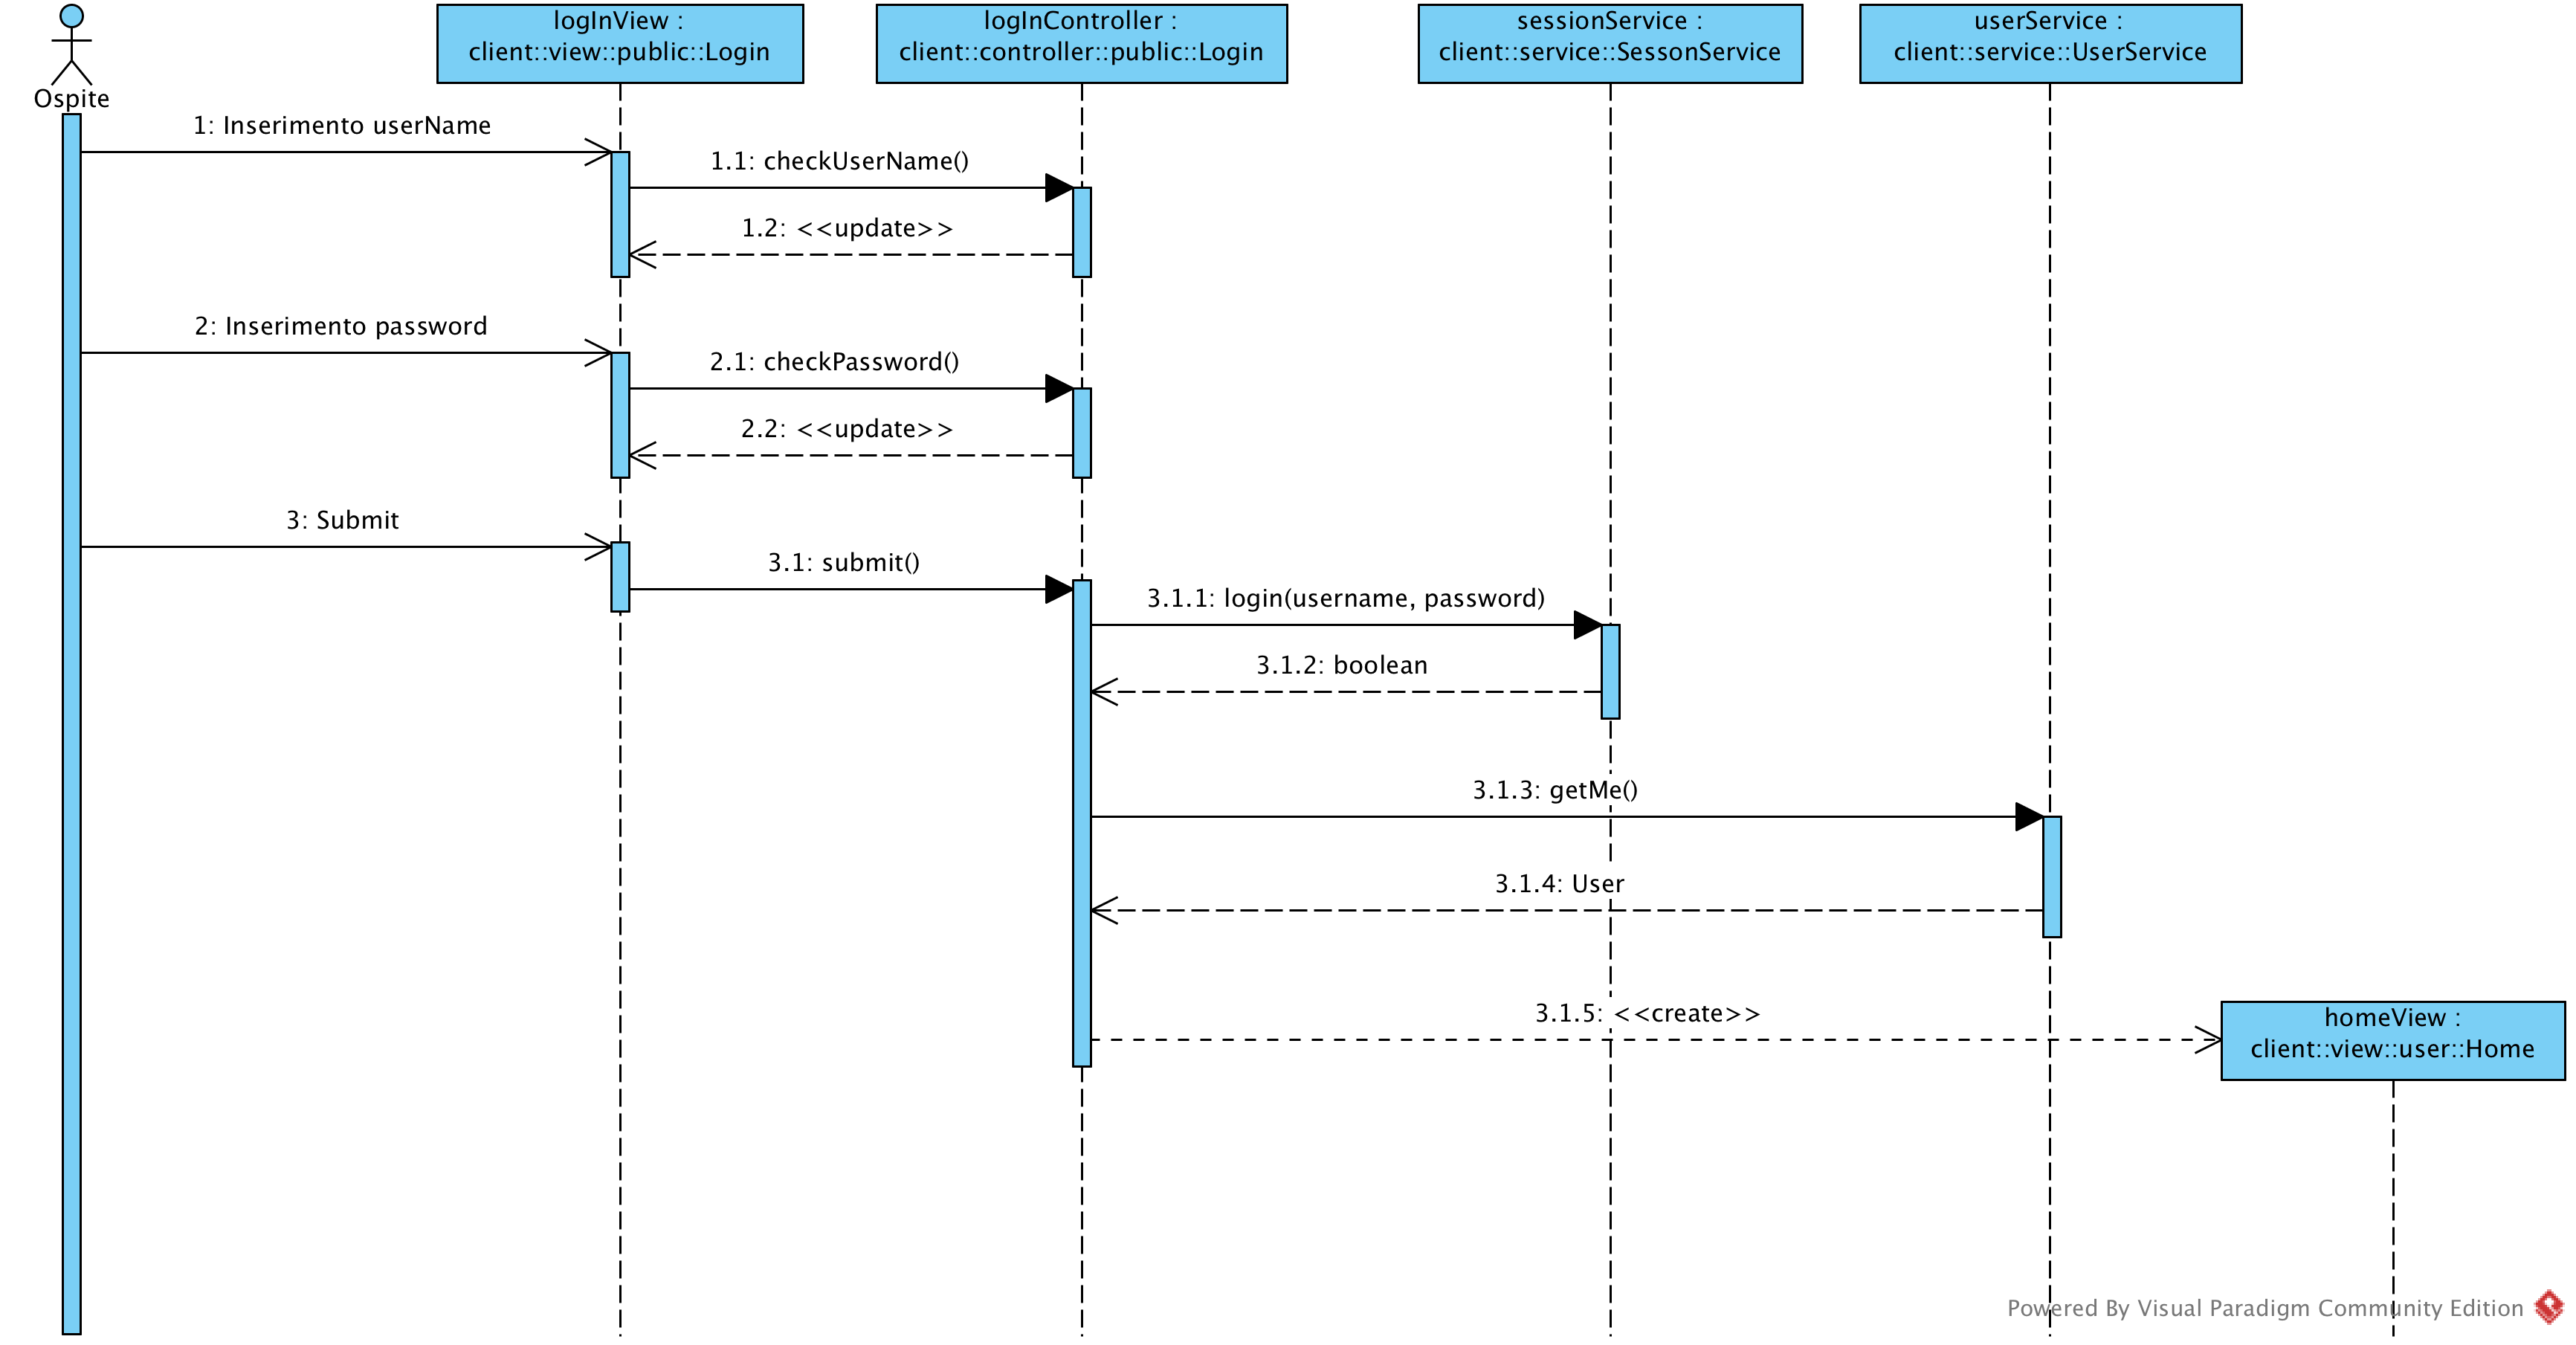 logInView :
client::view::public::Login
logInController :
client::controller::public::Login
sessionService :
client::service::SessonService
userService :
client::service::UserService
Ospite
1: Inserimento userName
1.1: checkUserName()
1.2: <<update>>
2: Inserimento password
2.1: checkPassword()
2.2: <<update>>
3: Submit
3.1: submit()
3.1.1: login(username, password)
3.1.2: boolean
3.1.3: getMe()
3.1.4: User
3.1.5: <<create>>
homeView :
client::view::user::Home
Powered By Visual Paradigm Community Edition